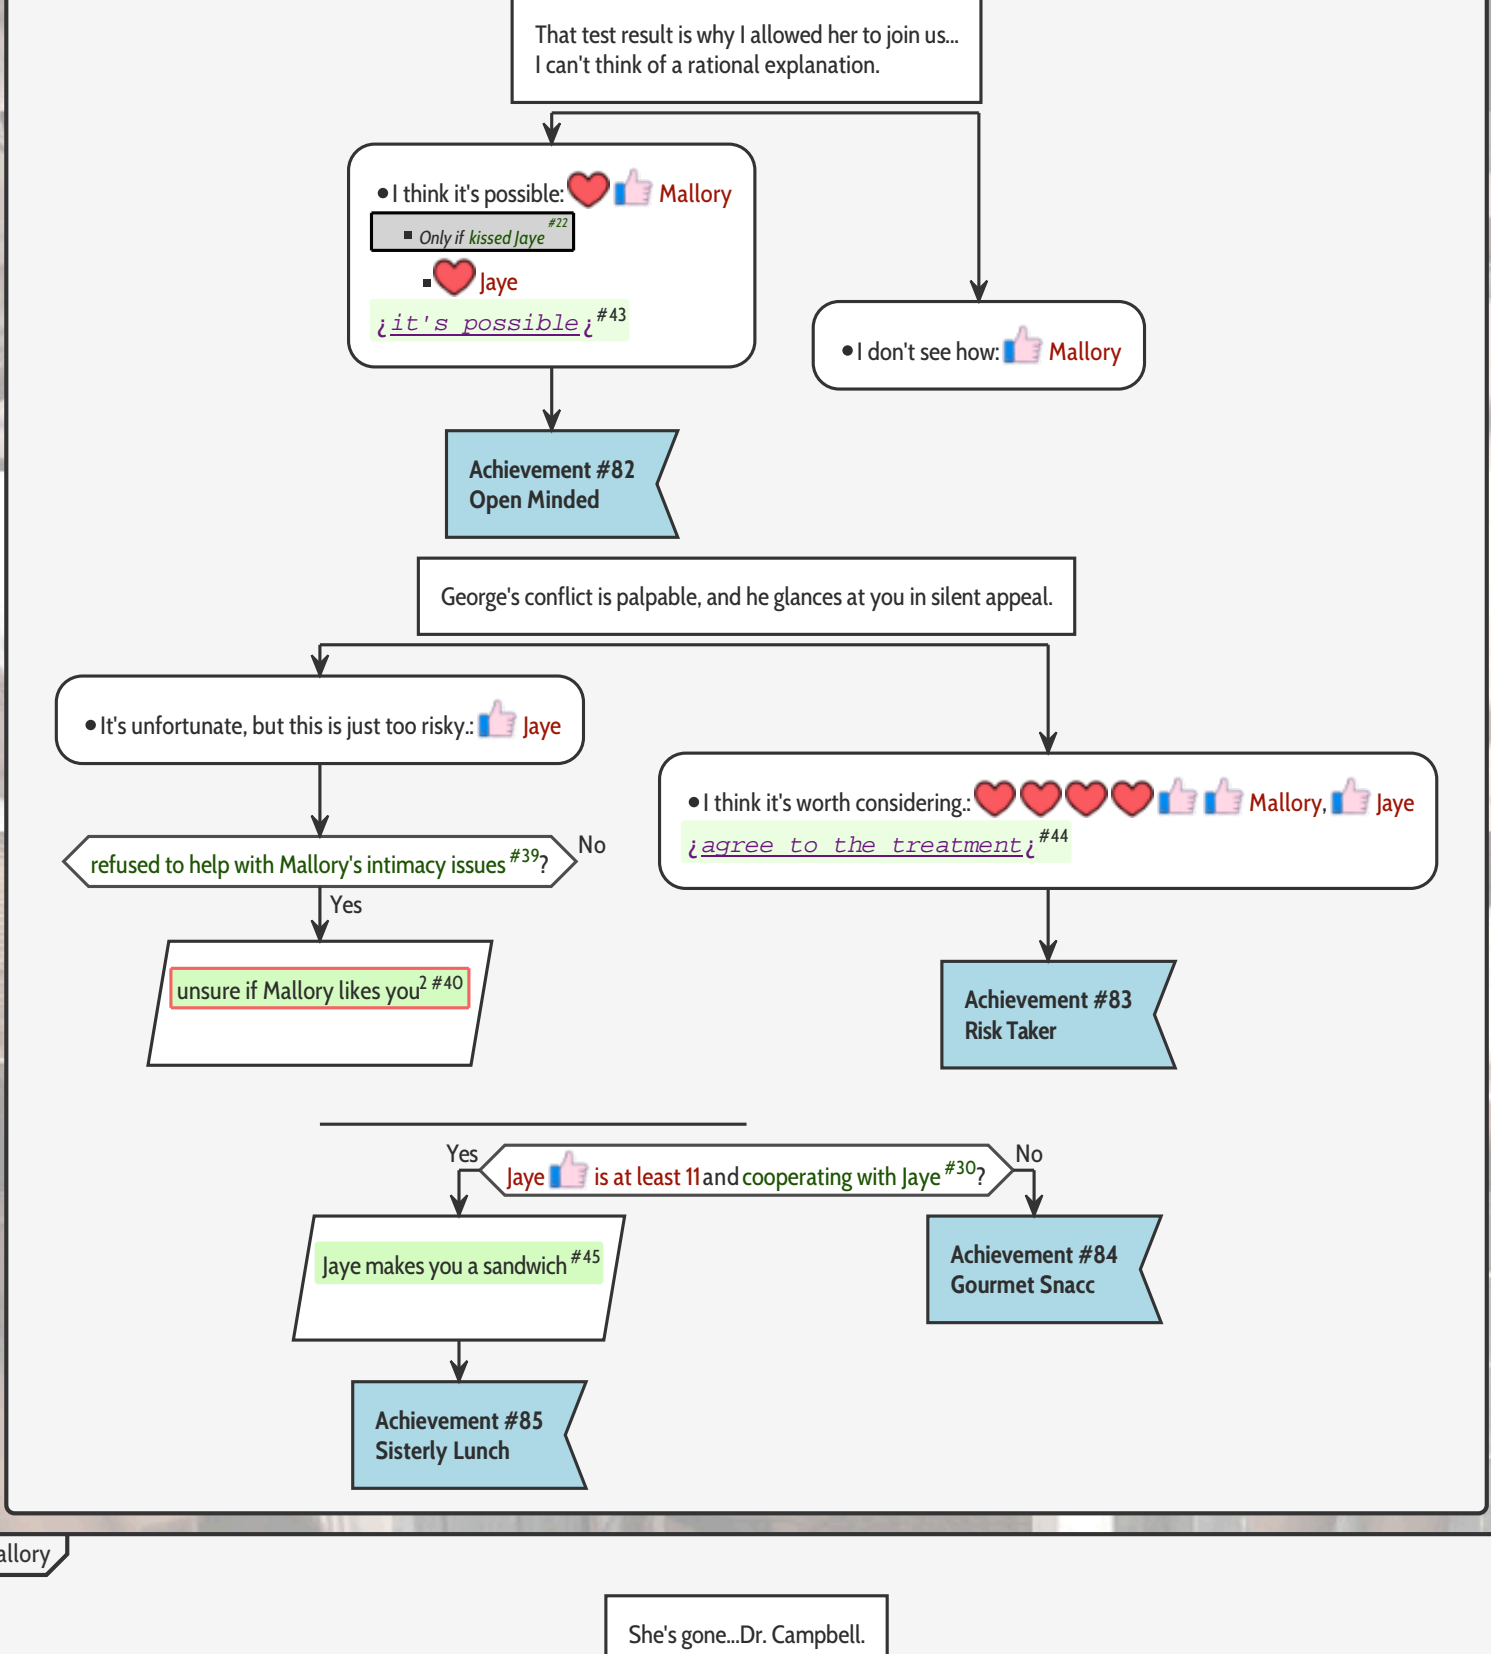 That test result is why I allowed her to join us...
I can't think of a rational explanation.
•I think it's possible: Mallory
▪ Only if kissed Jaye #22
▪ Jaye
¿it's possible¿ #43
•I don't see how: Mallory
Achievement #82
Open Minded
George's conflict is palpable, and he glances at you in silent appeal.
•It's unfortunate, but this is just too risky.: Jaye
•I think it's worth considering.: Mallory, Jaye
¿agree to the treatment¿ #44
refused to help with Mallory's intimacy issues #39?
No
Yes
unsure if Mallory likes you2 #40
Achievement #83
Risk Taker
Yes
Jaye is at least 11 and cooperating with Jaye #30?
No
Jaye makes you a sandwich #45
Achievement #84
Gourmet Snacc
Achievement #85
Sisterly Lunch
allory
She's gone...Dr. Campbell.